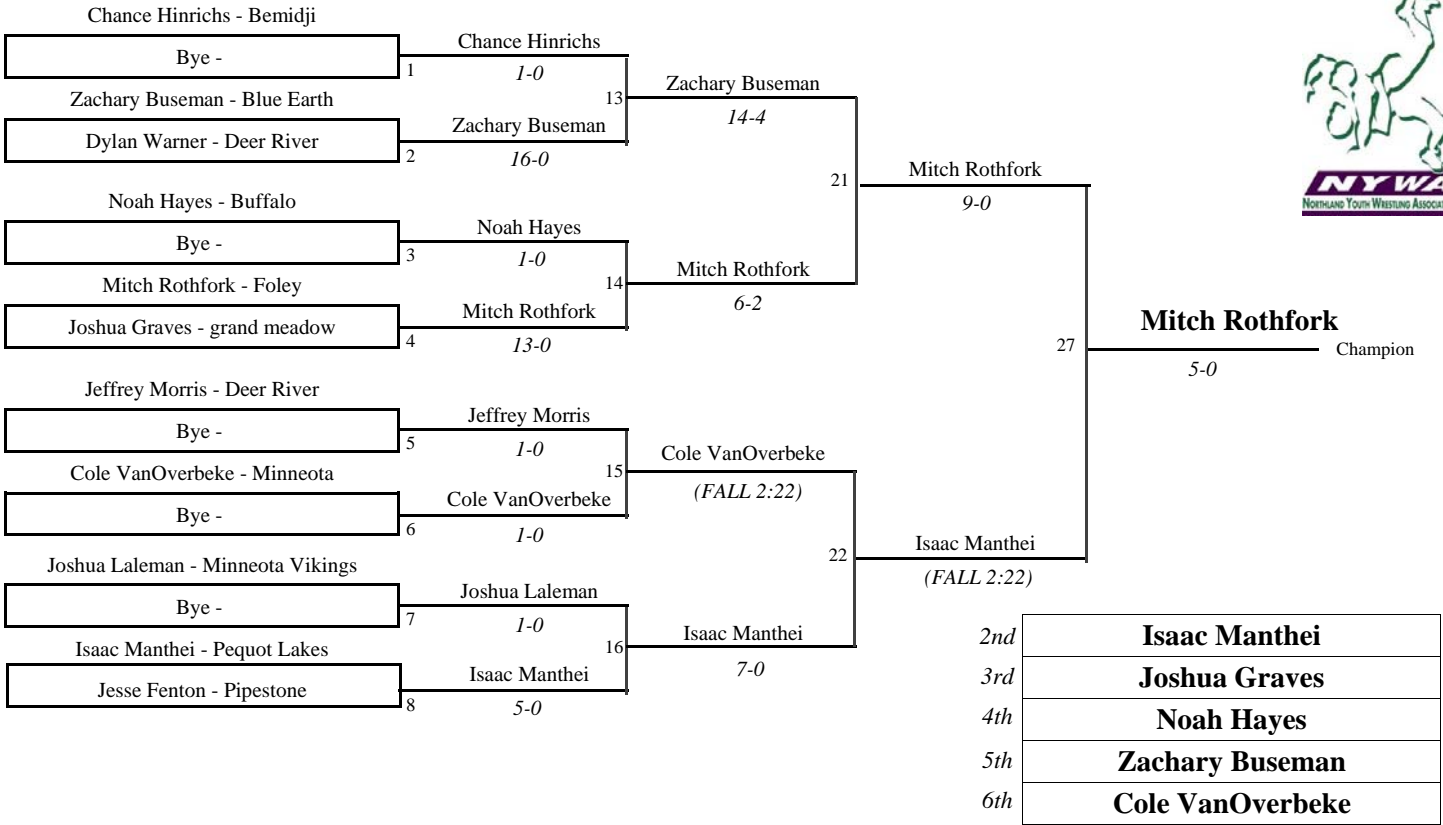 Chance Hinrichs - Bemidji
Bye -
1
Zachary Buseman - Blue Earth
Dylan Warner - Deer River
2
Noah Hayes - Buffalo
Bye -
3
Mitch Rothfork - Foley
Joshua Graves - grand meadow
4
Jeffrey Morris - Deer River
Bye -
5
Cole VanOverbeke - Minneota
Bye -
6
Joshua Laleman - Minneota Vikings
Bye -
7
Isaac Manthei - Pequot Lakes
Jesse Fenton - Pipestone
8
Chance Hinrichs
1-0
13
Zachary Buseman
16-0
Noah Hayes
1-0
14
Mitch Rothfork
13-0
Jeffrey Morris
1-0
15
Cole VanOverbeke
1-0
Joshua Laleman
1-0
16
Isaac Manthei
5-0
Zachary Buseman
14-4
21
Mitch Rothfork
6-2
Cole VanOverbeke
(FALL 2:22)
22
Isaac Manthei
7-0
Mitch Rothfork
9-0
27
Isaac Manthei
(FALL 2:22)
Mitch Rothfork
Champion
5-0
NYWA
NORTHLAND YOUTH WRESTLING
2nd Isaac Manthei
3rd Joshua Graves
4th Noah Hayes
5th Zachary Buseman
6th Cole VanOverbeke